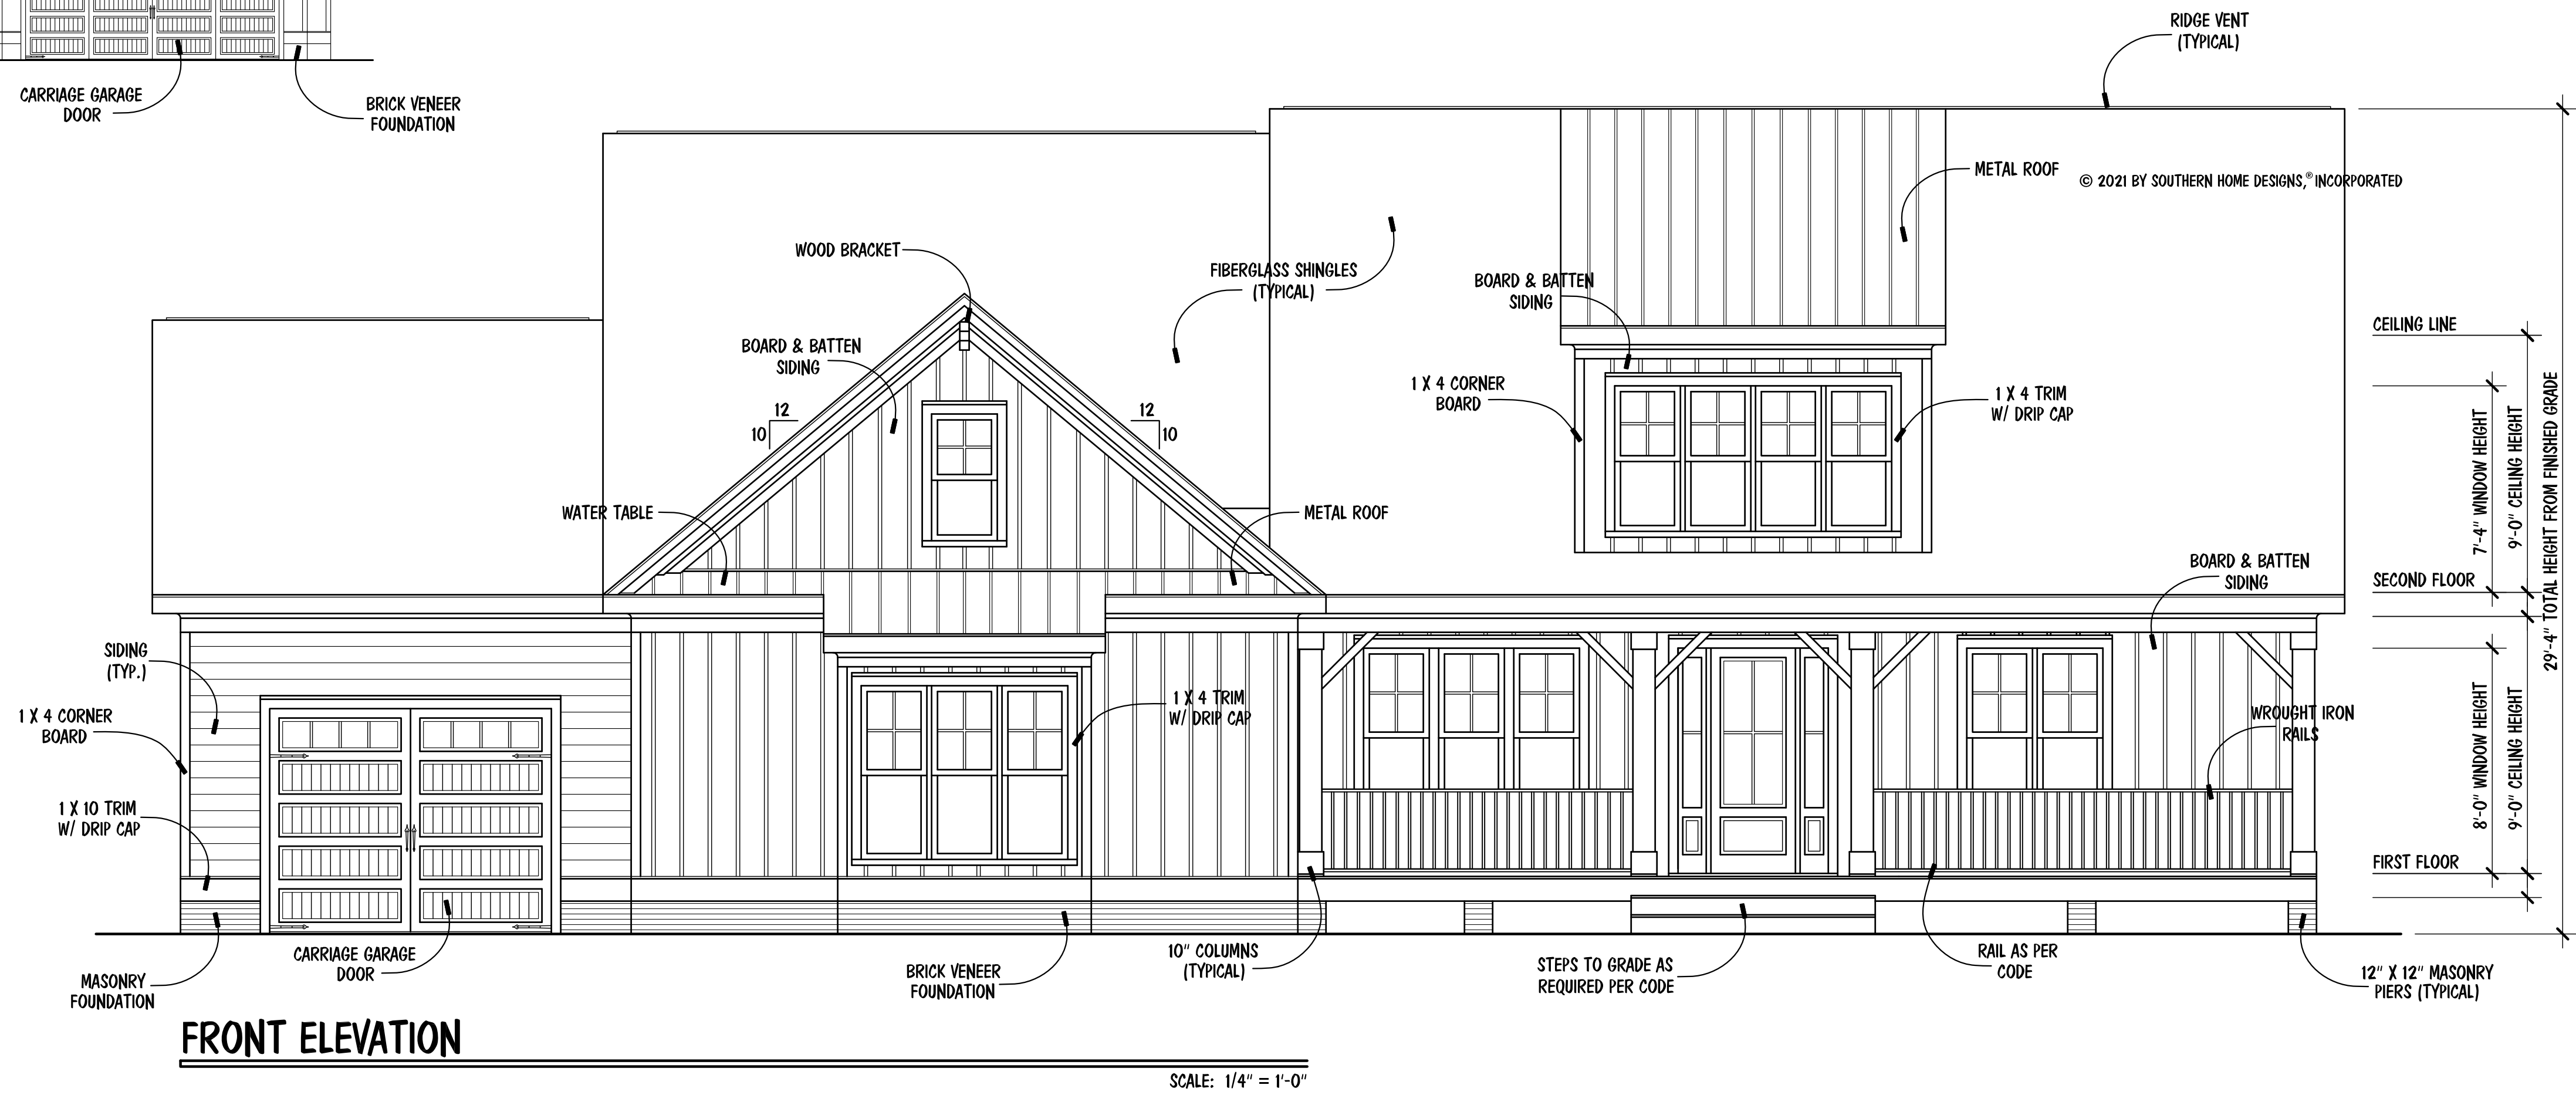 CARRIAGE GARAGE
DOOR
BRICK VENEER
FOUNDATION
RIDGE VENT
(TYPICAL)
METAL ROOF
© 2021 BY SOUTHERN HOME DESIGNS,® INCORPORATED
WOOD BRACKET
FIBERGLASS SHINGLES
(TYPICAL)
BOARD & BATTEN
SIDING
BOARD & BATTEN
SIDING
12
10
12
10
1 X 4 CORNER
BOARD
1 X 4 TRIM
W/ DRIP CAP
WATER TABLE
METAL ROOF
CEILING LINE
7'-4" WINDOW HEIGHT
9'-0" CEILING HEIGHT
29'-4" TOTAL HEIGHT FROM FINISHED GRADE
SECOND FLOOR
BOARD & BATTEN
SIDING
SIDING
(TYP.)
1 X 4 CORNER
BOARD
1 X 10 TRIM
W/ DRIP CAP
1 X 4 TRIM
W/ DRIP CAP
WROUGHT IRON
RAILS
8'-0" WINDOW HEIGHT
9'-0" CEILING HEIGHT
FIRST FLOOR
MASONRY
FOUNDATION
CARRIAGE GARAGE
DOOR
BRICK VENEER
FOUNDATION
10" COLUMNS
(TYPICAL)
STEPS TO GRADE AS
REQUIRED PER CODE
RAIL AS PER
CODE
12" X 12" MASONRY
PIERS (TYPICAL)
FRONT ELEVATION
SCALE: 1/4" = 1'-0"